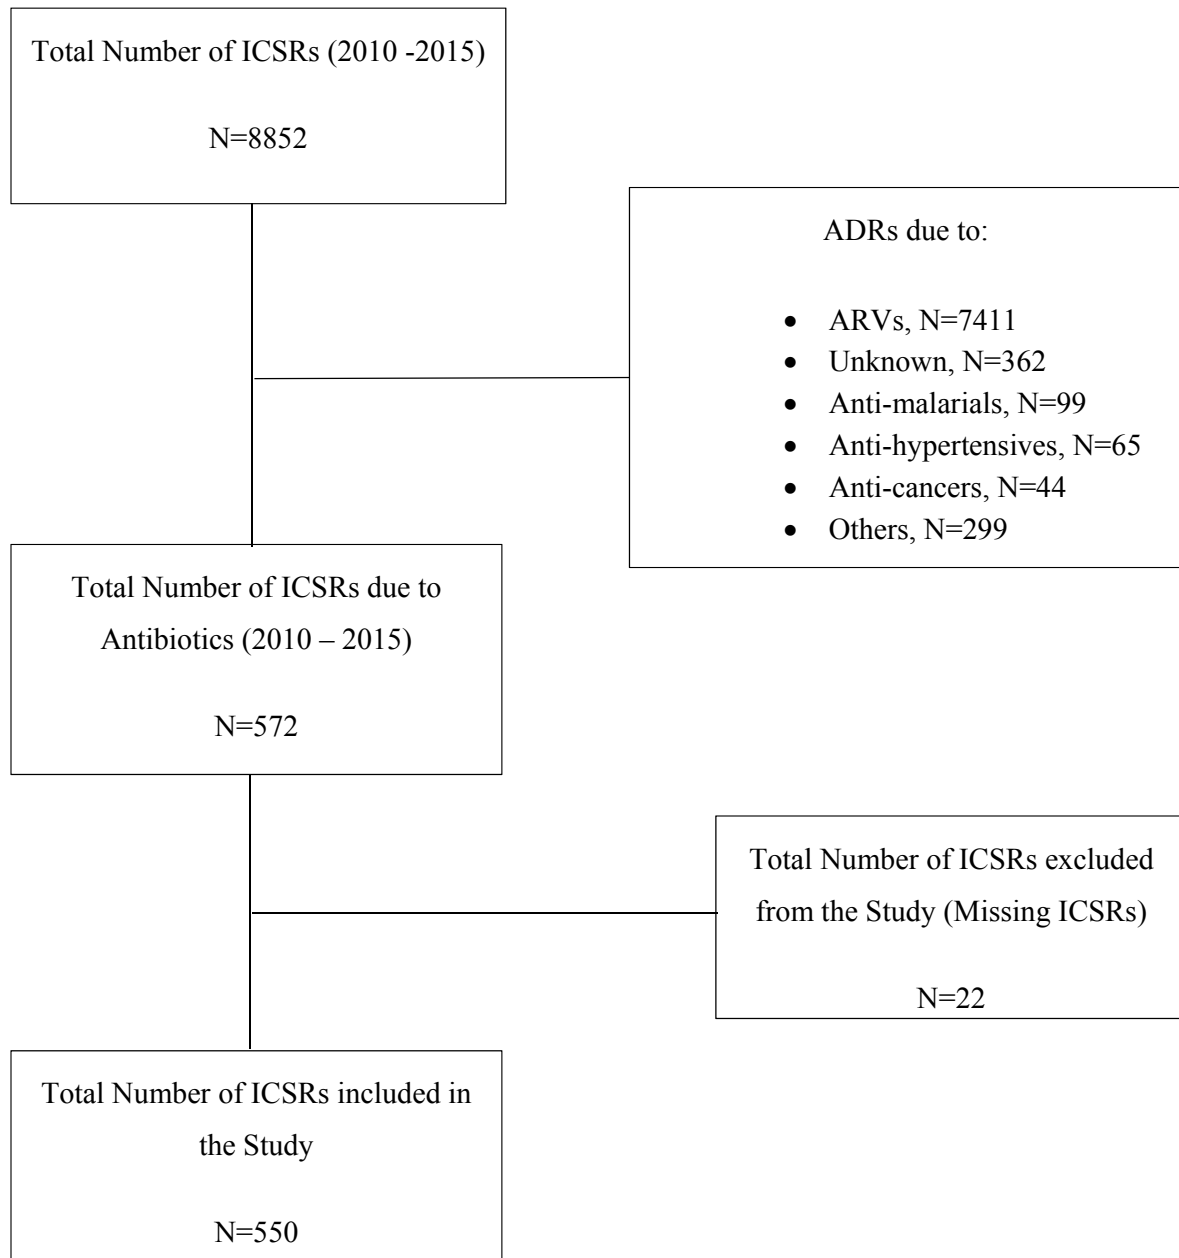 Total Number of ICSRs (2010 -2015)
N=8852
ADRs due to:
• ARVs, N=7411
• Unknown, N=362
• Anti-malarials, N=99
• Anti-hypertensives, N=65
• Anti-cancers, N=44
• Others, N=299
Total Number of ICSRs due to
Antibiotics (2010 – 2015)
N=572
Total Number of ICSRs excluded
from the Study (Missing ICSRs)
N=22
Total Number of ICSRs included in
the Study
N=550